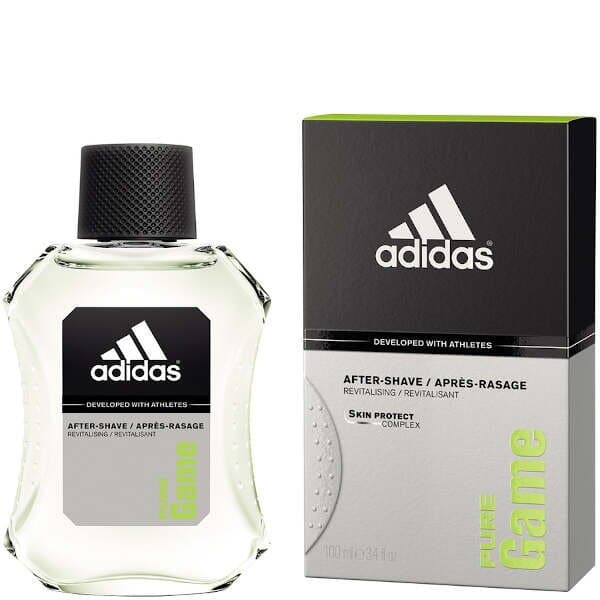 adidas
DEVELOPED WITH ATHLETES
AFTER-SHAVE / APRÈS-RASAGE
REVITALISING / REVITALISANT
PURE
Game
adidas®
DEVELOPED WITH ATHLETES
AFTER-SHAVE / APRÈS-RASAGE
REVITALISING / REVITALISANT
SKIN PROTECT
COMPLEX
PURE
Game
100 ml e 3.4 fl oz